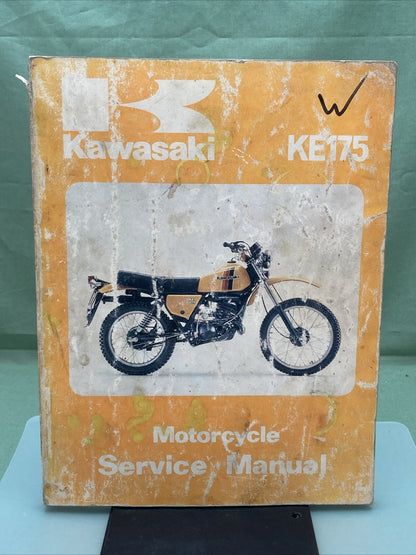 W
Kawasaki KE175
Motorcycle
Service Manual